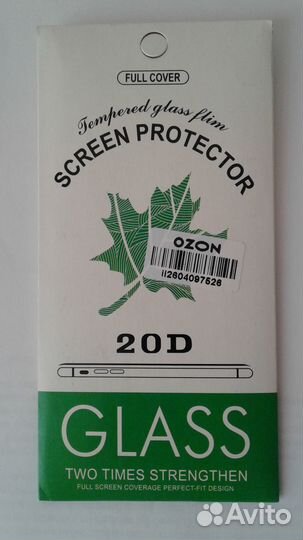 FULL COVER
Tempered glass flim
SCREEN PROTECTOR
OZON
ii2604097526
20D
GLASS
TWO TIMES STRENGTHEN
FULL SCREEN COVERAGE PERFECT-FIT DESIGN
Avito